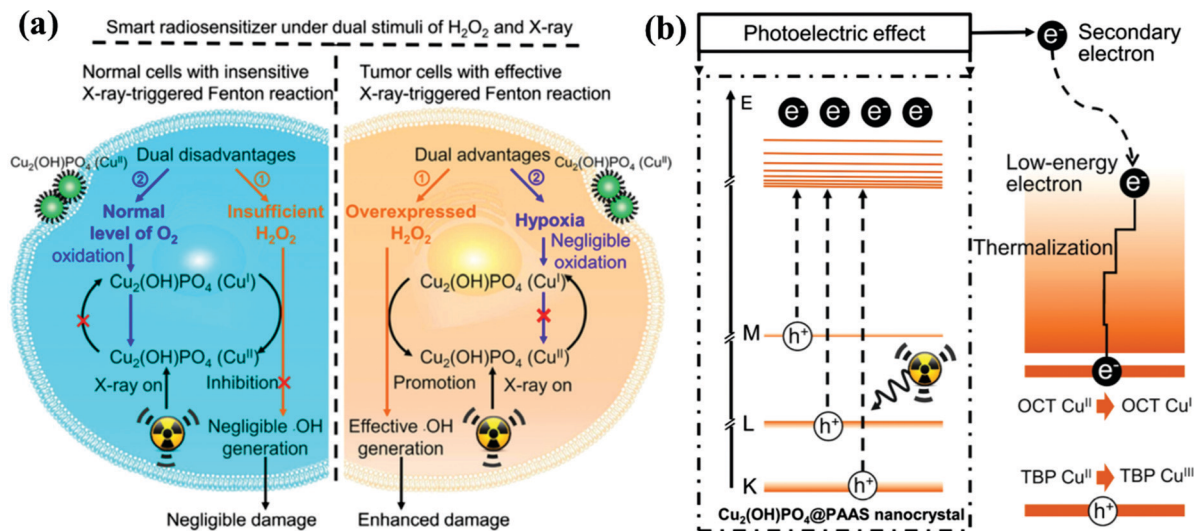 (a)
Smart radiosensitizer under dual stimuli of H₂O₂ and X-ray
Normal cells with insensitive
X-ray-triggered Fenton reaction
Tumor cells with effective
X-ray-triggered Fenton reaction
Cu₂(OH)PO₄ (Cuᴵᴵ)
Dual disadvantages
②
①
Normal
level of O₂
oxidation
Insufficient
H₂O₂
Cu₂(OH)PO₄ (Cuᴵ)
Cu₂(OH)PO₄ (Cuᴵᴵ)
X-ray on
Inhibition
Negligible ·OH
generation
Negligible damage
Dual advantages
Cu₂(OH)PO₄ (Cuᴵᴵ)
①
②
Overexpressed
H₂O₂
Hypoxia
Negligible
oxidation
Cu₂(OH)PO₄ (Cuᴵ)
Cu₂(OH)PO₄ (Cuᴵᴵ)
Promotion
X-ray on
Effective ·OH
generation
Enhanced damage
(b)
Photoelectric effect
e⁻
Secondary
electron
E
e⁻ e⁻ e⁻ e⁻
M
h⁺
L
h⁺
K
h⁺
Cu₂(OH)PO₄@PAAS nanocrystal
Low-energy
electron
e⁻
Thermalization
e⁻
OCT Cuᴵᴵ OCT Cuᴵ
TBP Cuᴵᴵ TBP Cuᴵᴵᴵ
h⁺